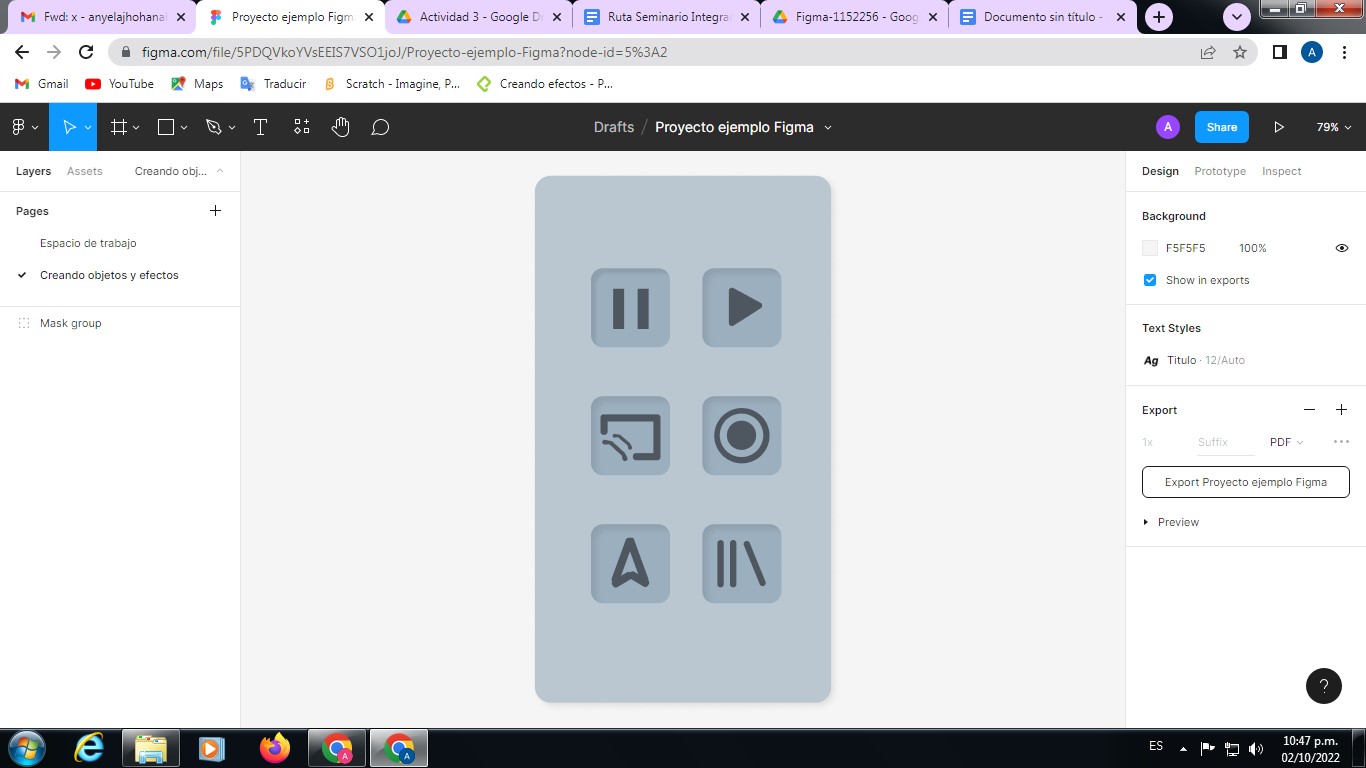 Fwd: x - anyelajhohana
Proyecto ejemplo Figm
Actividad 3 - Google D
Ruta Seminario Integra
Figma-1152256 - Goog
Documento sin título -
figma.com/file/5PDQVkoYVsEEIS7VSO1joJ/Proyecto-ejemplo-Figma?node-id=5%3A2
A
Gmail
YouTube
Maps
Traducir
Scratch - Imagine, P...
Creando efectos - P...
Drafts / Proyecto ejemplo Figma
A
Share
79%
Layers
Assets
Creando obj...
Pages
Espacio de trabajo
Creando objetos y efectos
Mask group
Design
Prototype
Inspect
Background
F5F5F5
100%
Show in exports
Text Styles
Ag Titulo · 12/Auto
Export
1x
Suffix
PDF
Export Proyecto ejemplo Figma
Preview
?
A
A
ES
10:47 p.m.
02/10/2022